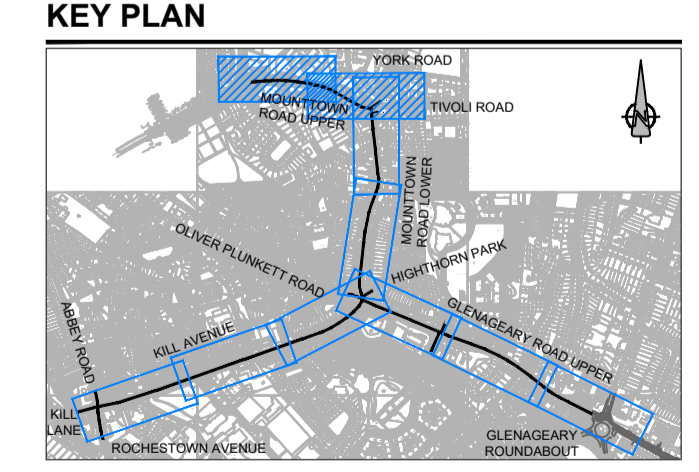 KEY PLAN
YORK ROAD
MOUNTTOWN
ROAD UPPER
TIVOLI ROAD
N
MOUNTTOWN
ROAD LOWER
OLIVER PLUNKETT ROAD
HIGHTHORN PARK
ABBEY ROAD
KILL AVENUE
GLENAGEARY ROAD UPPER
KILL
LANE
ROCHESTOWN AVENUE
GLENAGEARY
ROUNDABOUT